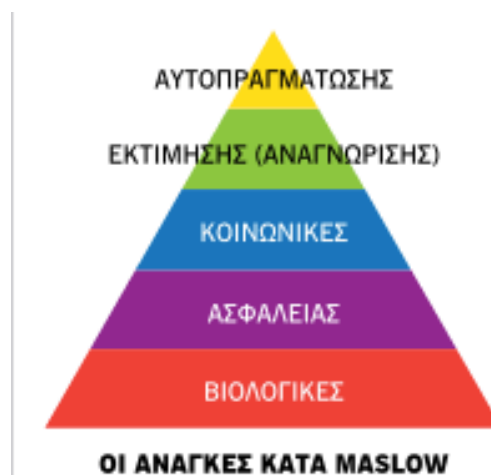 ΑΥΤΟΠΡΑΓΜΑΤΩΣΗΣ
ΕΚΤΙΜΗΣΗΣ (ΑΝΑΓΝΩΡΙΣΗΣ)
ΚΟΙΝΩΝΙΚΕΣ
ΑΣΦΑΛΕΙΑΣ
ΒΙΟΛΟΓΙΚΕΣ
ΟΙ ΑΝΑΓΚΕΣ ΚΑΤΑ MASLOW